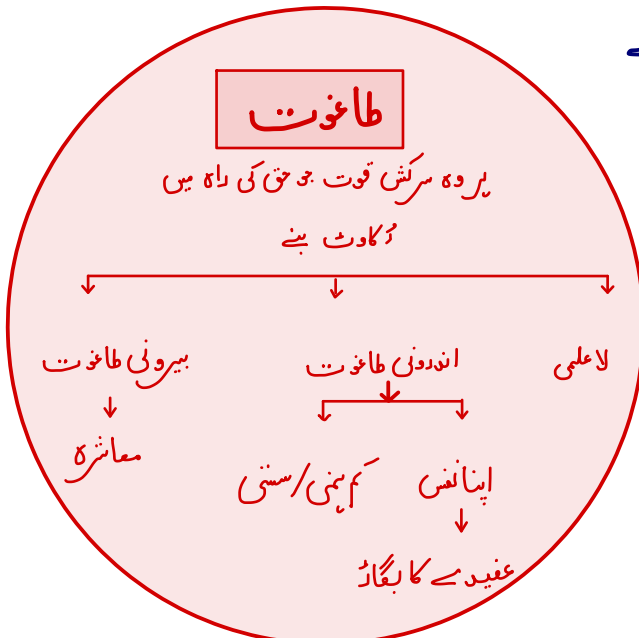 طاغوت
ہر وہ سرکش قوت جو حق کی راہ میں
رُکاوٹ بنے
لاعلمی
اندرونی طاغوت
بیرونی طاغوت
اپنا نفس
کم ہمتی/سستی
معاشرہ
عقیدے کا بگاڑ